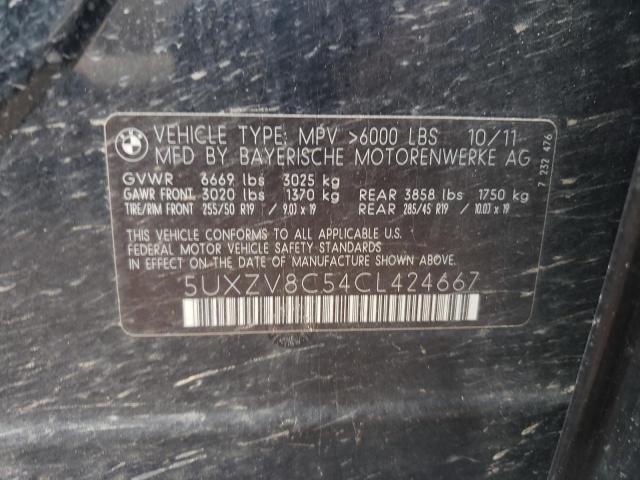 BMW VEHICLE TYPE: MPV >6000 LBS 10/11
MFD BY BAYERISCHE MOTORENWERKE AG
GVWR 6669 lbs 3025 kg
GAWR FRONT 3020 lbs 1370 kg REAR 3858 lbs 1750 kg
TIRE/RIM FRONT 255/50 R19 / 9.0J x 19 REAR 285/45 R19 / 10.0J x 19
THIS VEHICLE CONFORMS TO ALL APPLICABLE U.S.
FEDERAL MOTOR VEHICLE SAFETY STANDARDS
IN EFFECT ON THE DATE OF MANUFACTURE SHOWN ABOVE.
5UXZV8C54CL424667
7 232 476